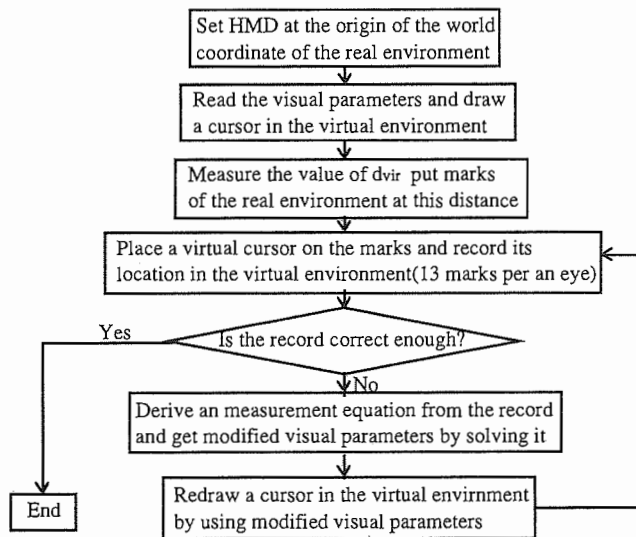 Set HMD at the origin of the world
coordinate of the real environment
Read the visual parameters and draw
a cursor in the virtual environment
Measure the value of dvir put marks
of the real environment at this distance
Place a virtual cursor on the marks and record its
location in the virtual environment(13 marks per an eye)
Yes
Is the record correct enough?
No
Derive an measurement equation from the record
and get modified visual parameters by solving it
Redraw a cursor in the virtual envirnment
by using modified visual parameters
End